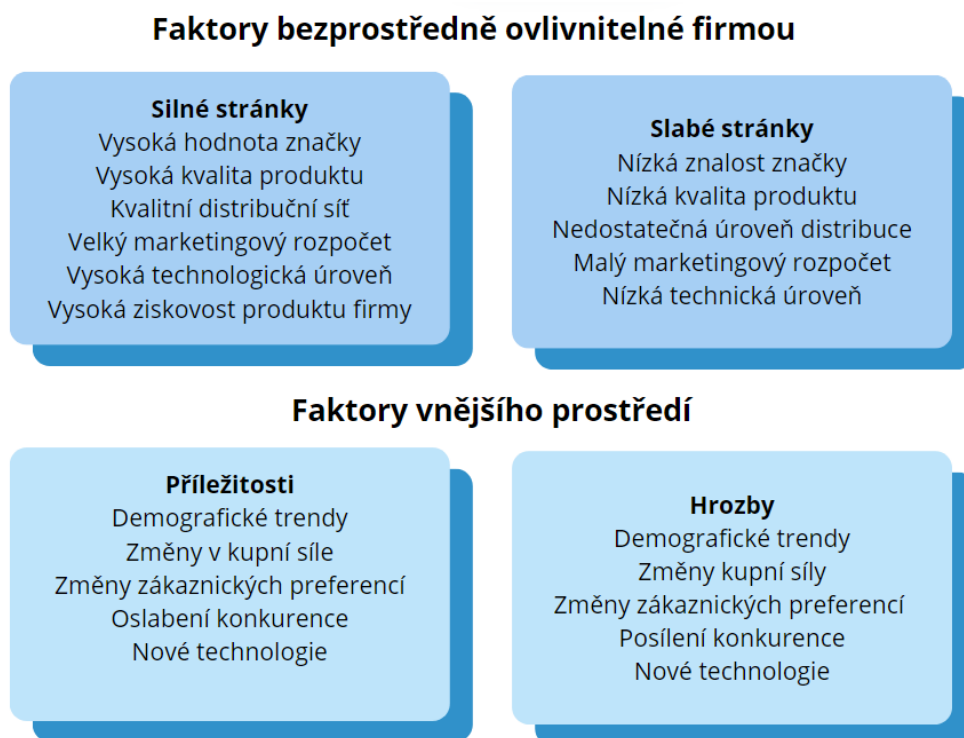 Faktory bezprostředně ovlivnitelné firmou
Silné stránky
Vysoká hodnota značky
Vysoká kvalita produktu
Kvalitní distribuční síť
Velký marketingový rozpočet
Vysoká technologická úroveň
Vysoká ziskovost produktu firmy
Slabé stránky
Nízká znalost značky
Nízká kvalita produktu
Nedostatečná úroveň distribuce
Malý marketingový rozpočet
Nízká technická úroveň
Faktory vnějšího prostředí
Příležitosti
Demografické trendy
Změny v kupní síle
Změny zákaznických preferencí
Oslabení konkurence
Nové technologie
Hrozby
Demografické trendy
Změny kupní síly
Změny zákaznických preferencí
Posílení konkurence
Nové technologie